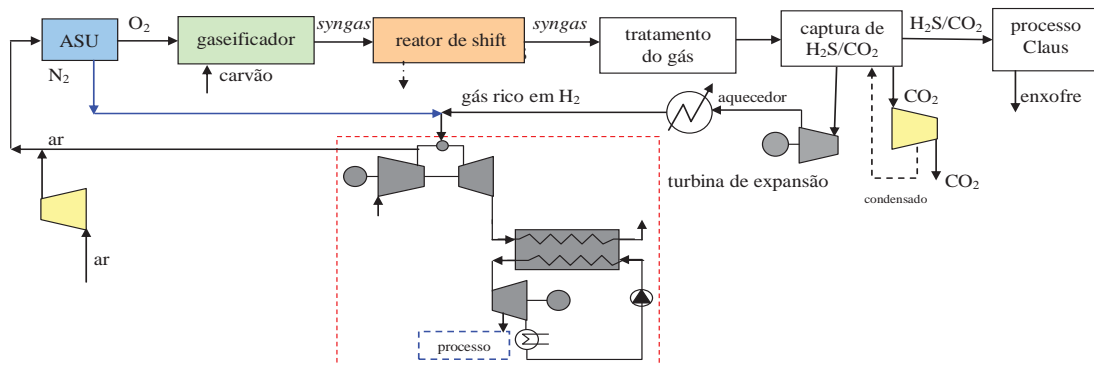 ASU
O₂
N₂
gaseificador
carvão
syngas
reator de shift
syngas
tratamento
do gás
captura de
H₂S/CO₂
H₂S/CO₂
processo
Claus
enxofre
CO₂
CO₂
condensado
aquecedor
gás rico em H₂
turbina de expansão
ar
ar
processo